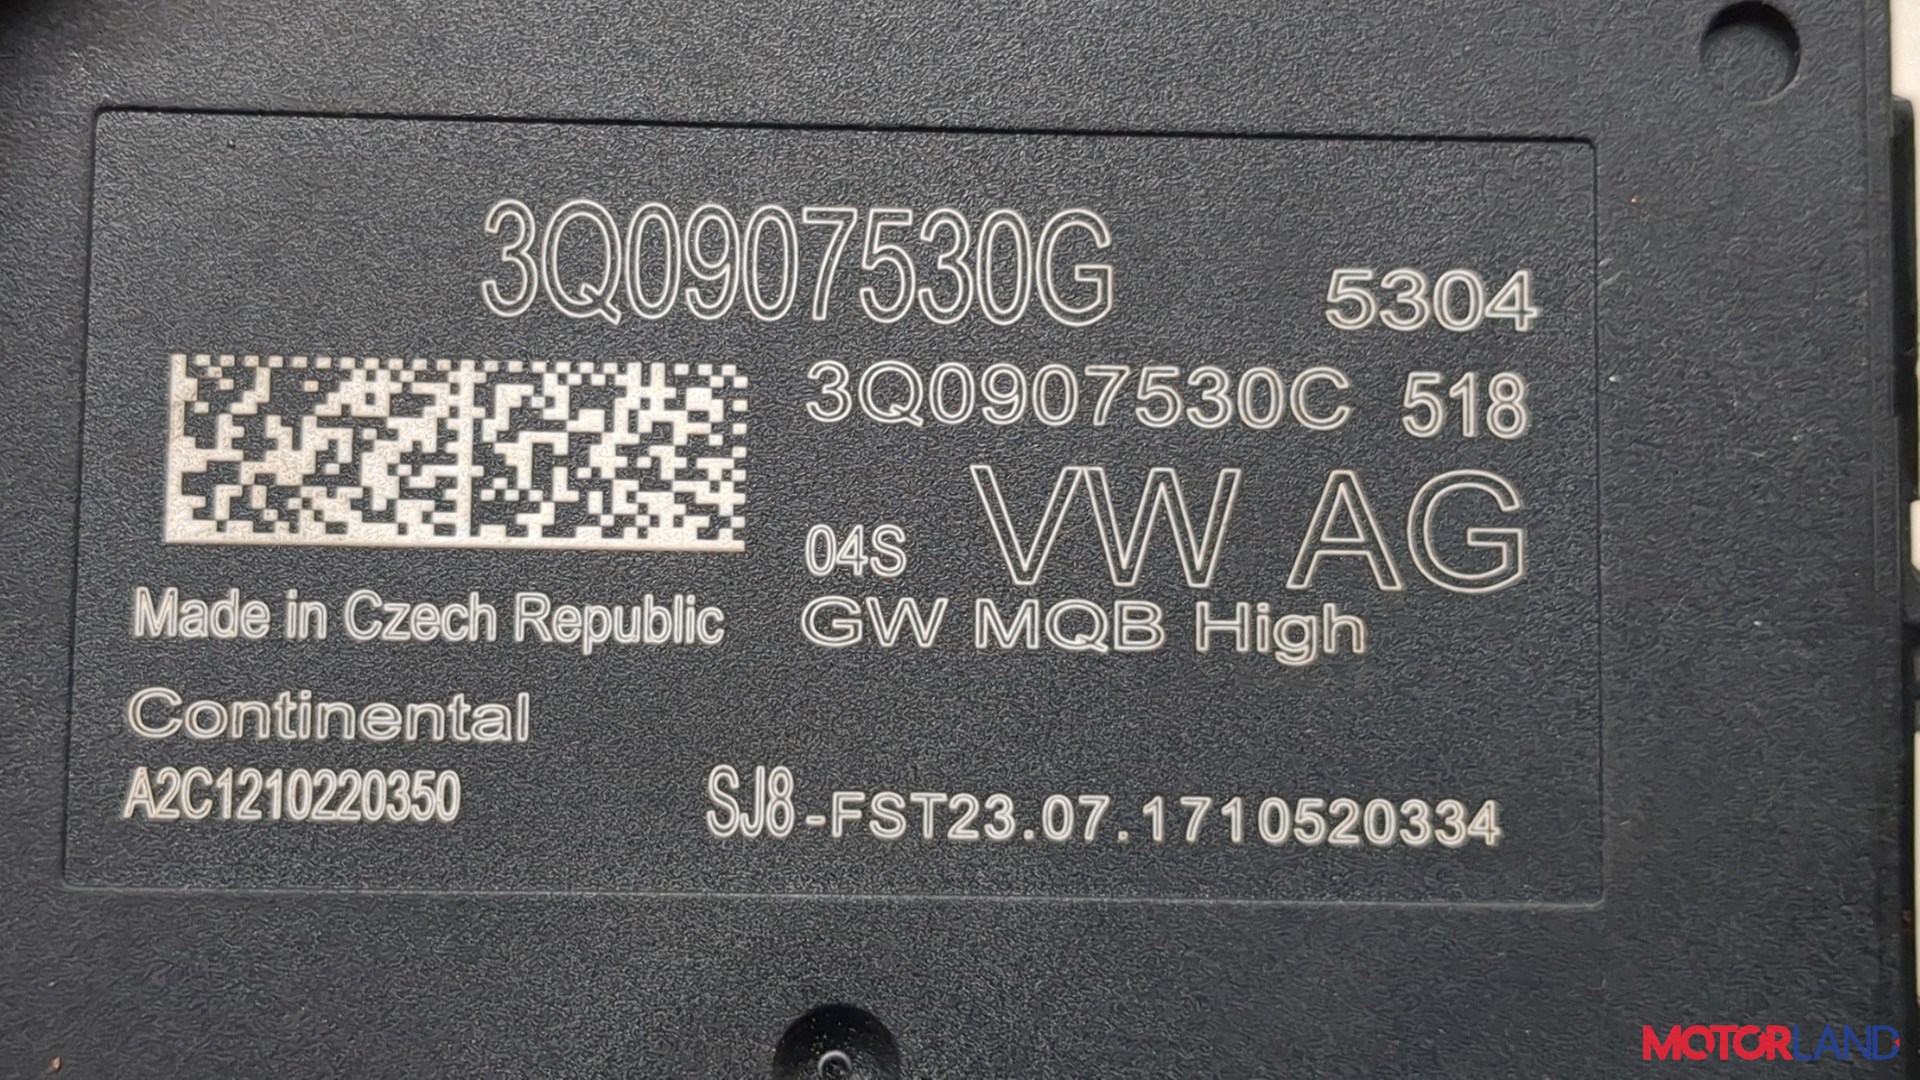 3Q0907530G
5304
3Q0907530C 518
04S VW AG
Made in Czech Republic
GW MQB High
Continental
A2C1210220350
SJ8-FST23.07.1710520334
MOTORLAND